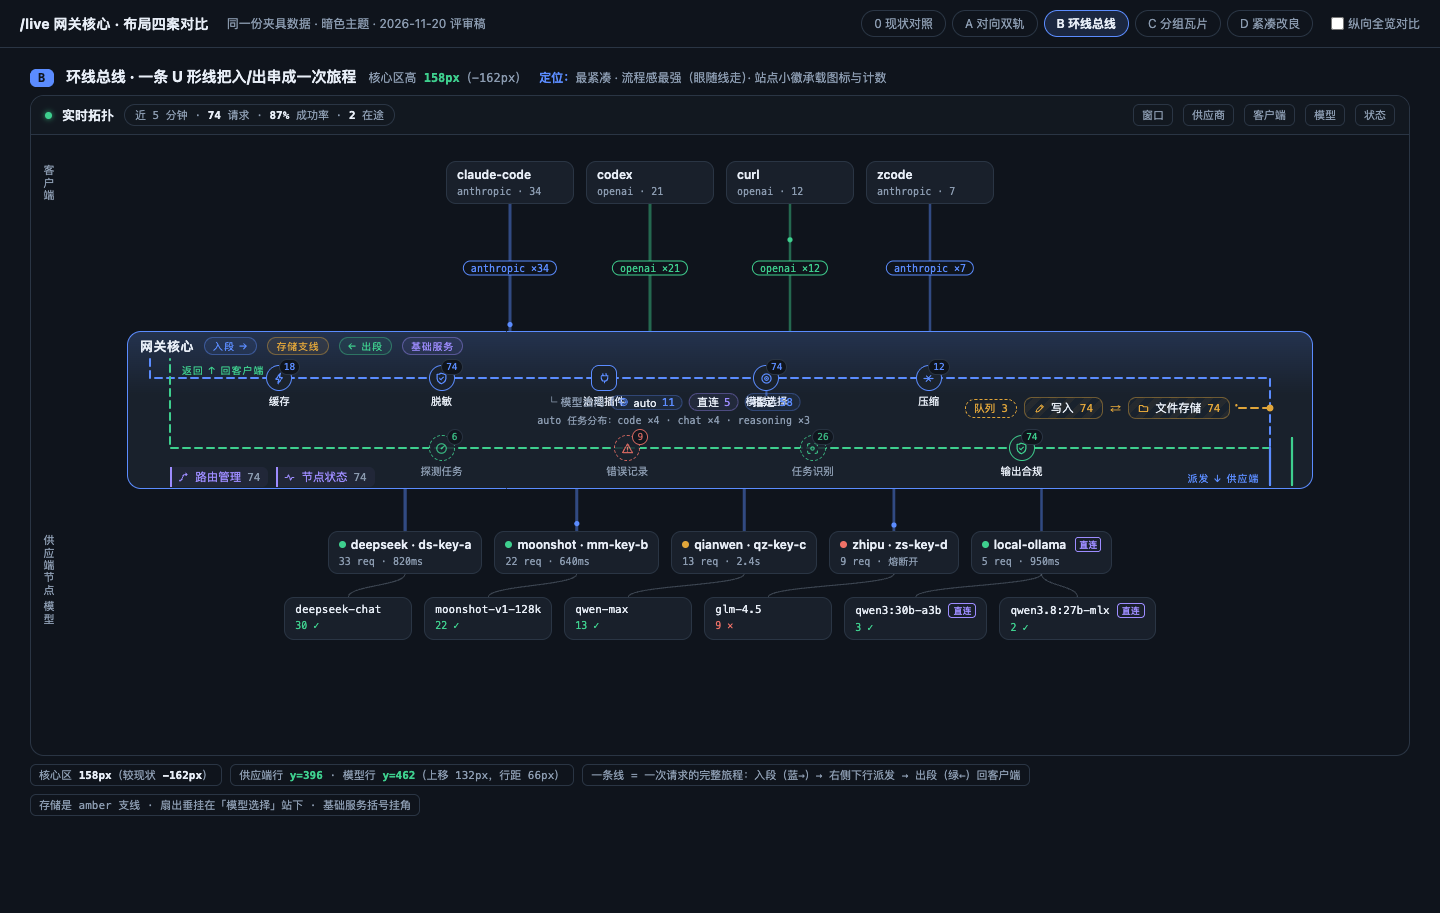 /live 网关核心 · 布局四案对比
同一份夹具数据 · 暗色主题 · 2026-11-20 评审稿
0 现状对照
A 对向双轨
B 环线总线
C 分组瓦片
D 紧凑改良
纵向全览对比
B
环线总线 · 一条 U 形线把入/出串成一次旅程
核心区高 158px (−162px)
定位: 最紧凑 · 流程感最强 (眼随线走) · 站点小徽承载图标与计数
实时拓扑
近 5 分钟 · 74 请求 · 87% 成功率 · 2 在途
窗口
供应商
客户端
模型
状态
客户端
claude-code
anthropic · 34
codex
openai · 21
curl
openai · 12
zcode
anthropic · 7
anthropic ×34
openai ×21
openai ×12
anthropic ×7
网关核心
入段 →
存储支线
← 出段
基础服务
返回 ↑ 回客户端
18
缓存
74
脱敏
治理插件
74
模型选择
12
压缩
└ 模型
auto 11
直连 5
auto 任务分布: code ×4 · chat ×4 · reasoning ×3
队列 3
写入 74
⇄
文件存储 74
6
探测任务
9
错误记录
26
任务识别
74
输出合规
路由管理 74
节点状态 74
派发 ↓ 供应端
供应端节点
deepseek · ds-key-a
33 req · 820ms
moonshot · mm-key-b
22 req · 640ms
qianwen · qz-key-c
13 req · 2.4s
zhipu · zs-key-d
9 req · 熔断开
local-ollama 直连
5 req · 950ms
模型
deepseek-chat
30 ✓
moonshot-v1-128k
22 ✓
qwen-max
13 ✓
glm-4.5
9 ×
qwen3:30b-a3b 直连
3 ✓
qwen3.8:27b-mlx 直连
2 ✓
核心区 158px (较现状 −162px)
供应端行 y=396 · 模型行 y=462 (上移 132px, 行距 66px)
一条线 = 一次请求的完整旅程: 入段 (蓝→) → 右侧下行派发 → 出段 (绿←) 回客户端
存储是 amber 支线 · 扇出垂挂在「模型选择」站下 · 基础服务括号挂角